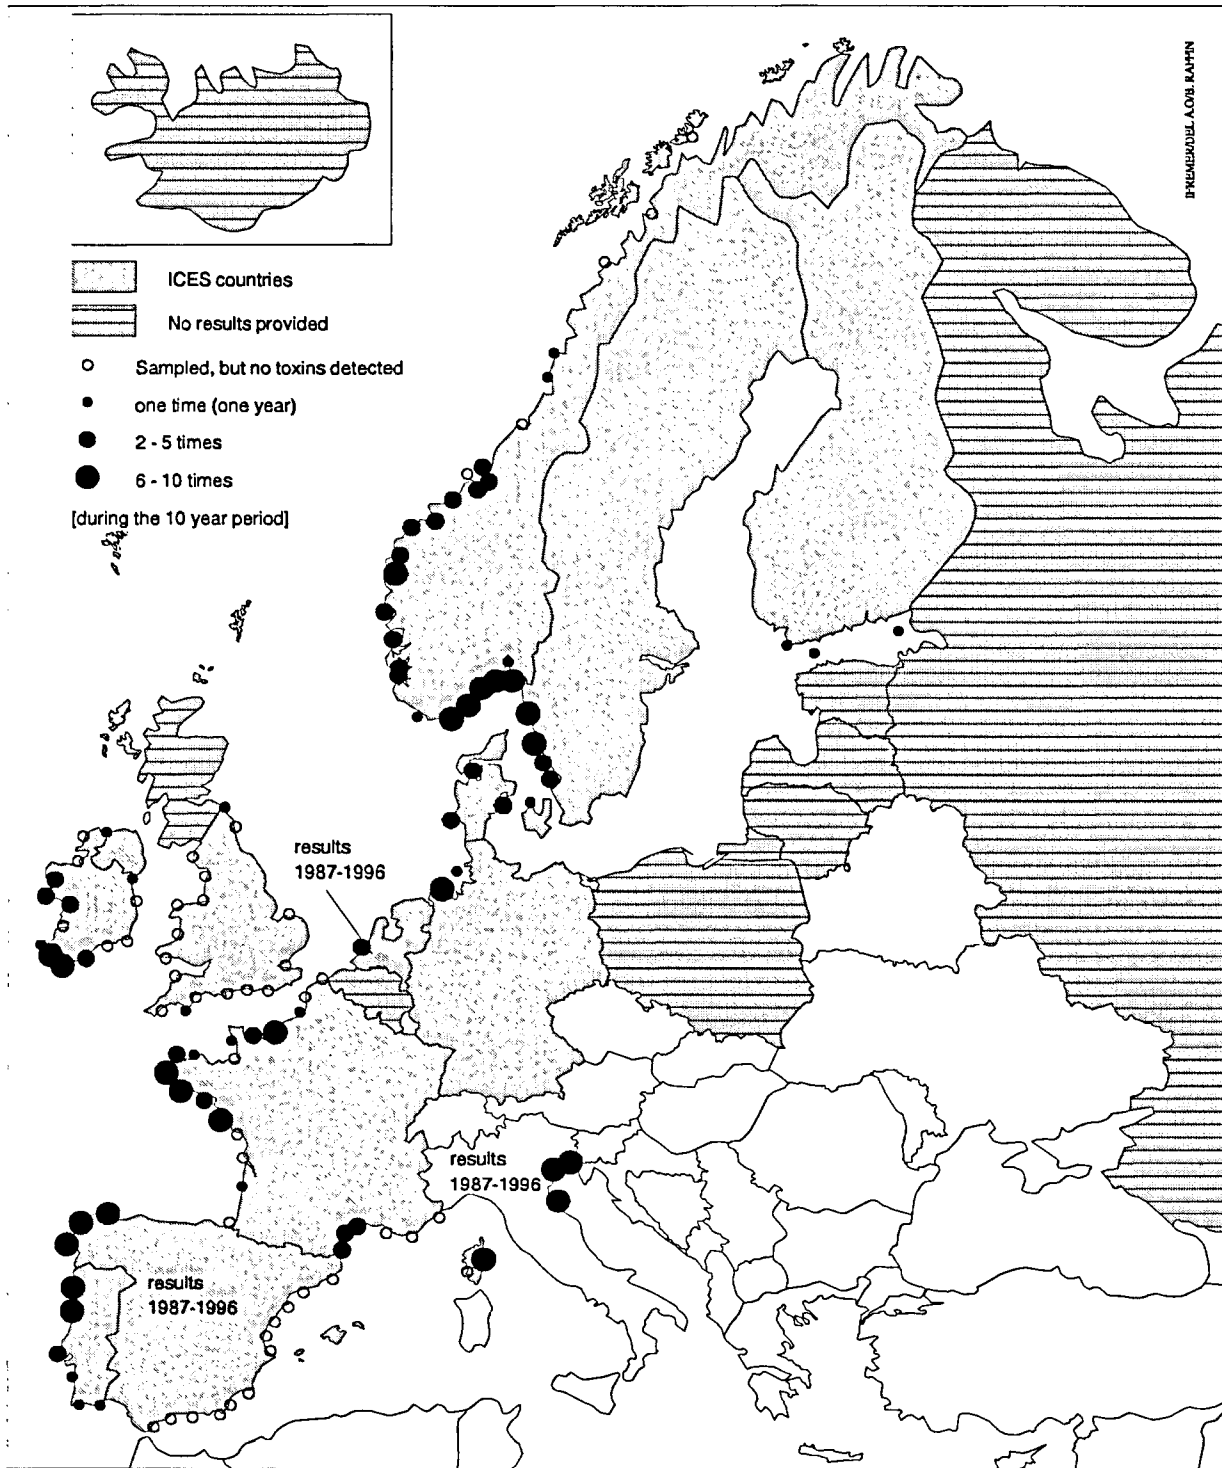 ICES countries
No results provided
Sampled, but no toxins detected
one time (one year)
2 - 5 times
6 - 10 times
[during the 10 year period]
results
1987-1996
results
1987-1996
results
1987-1996